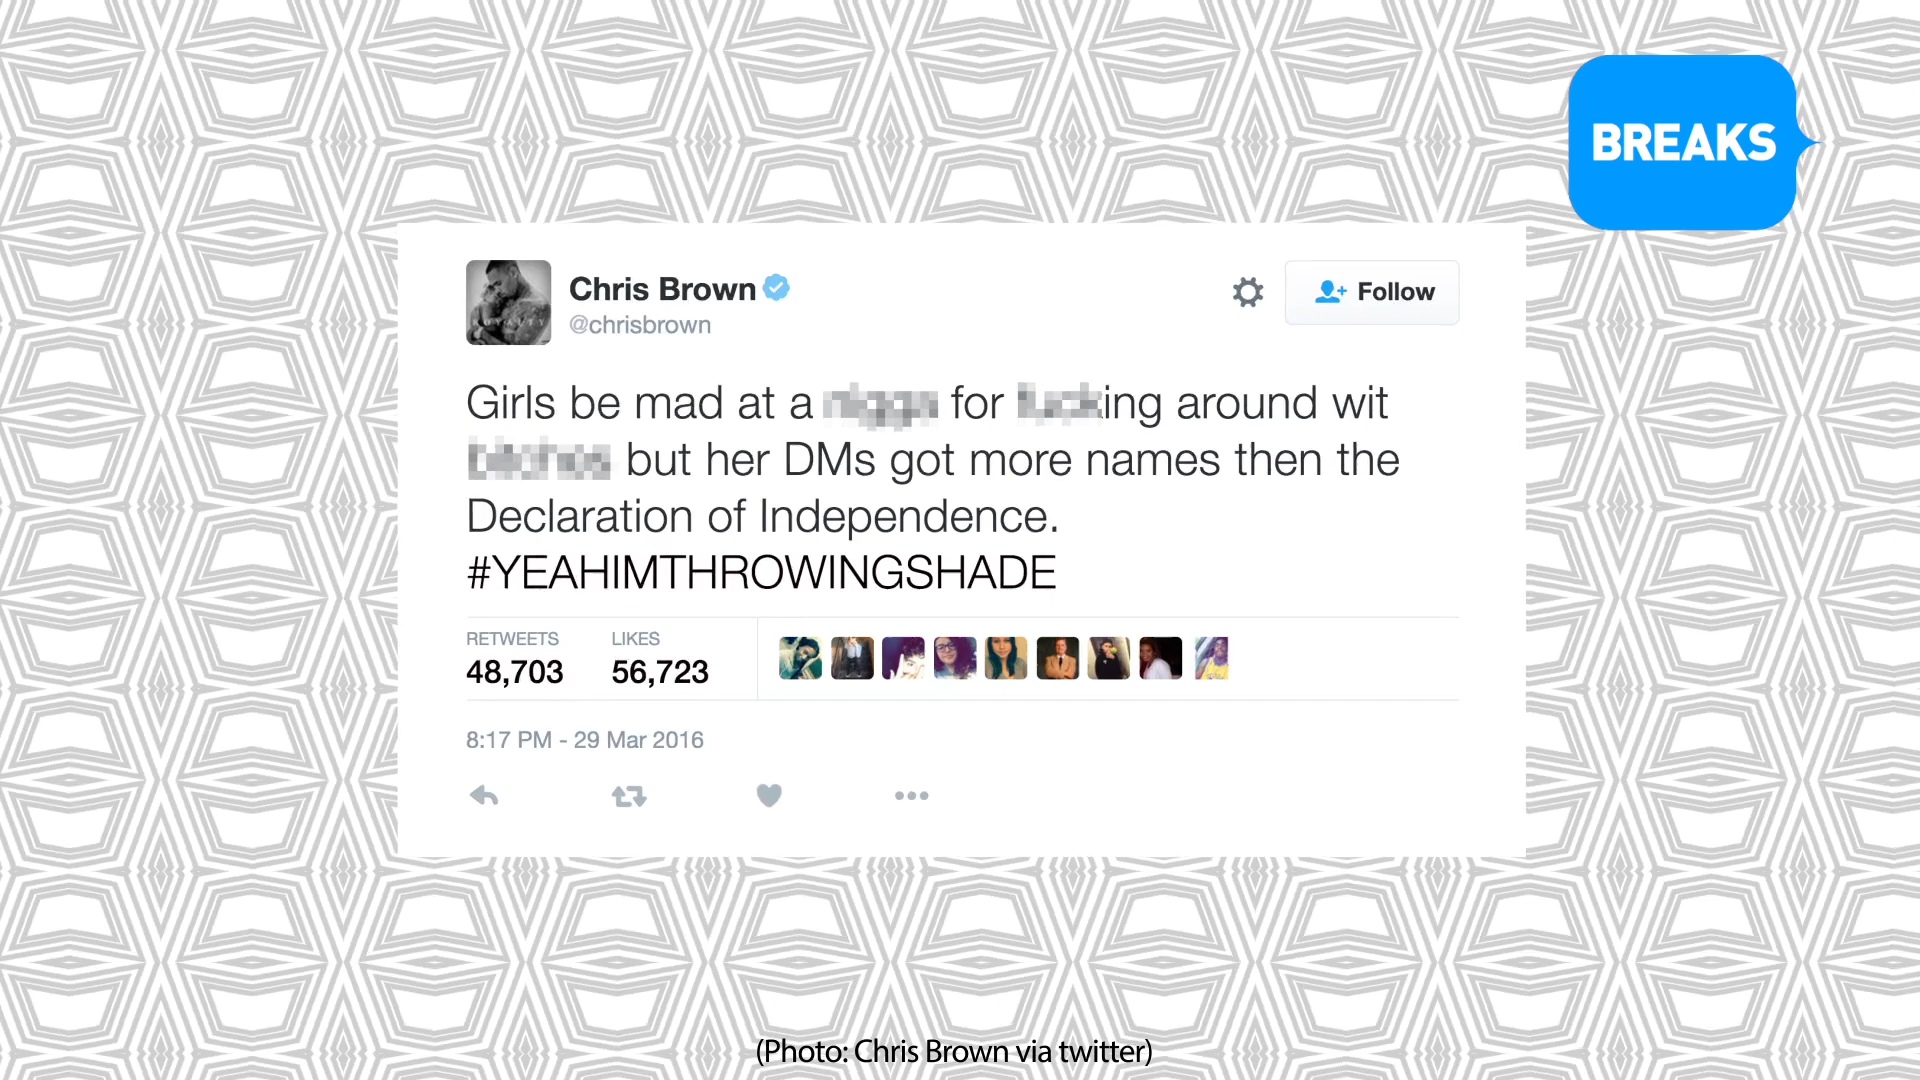 BREAKS
Chris Brown
@chrisbrown
Follow
Girls be mad at a for ing around wit
but her DMs got more names then the
Declaration of Independence.
#YEAHIMTHROWINGSHADE
RETWEETS LIKES
48,703 56,723
8:17 PM - 29 Mar 2016
(Photo: Chris Brown via twitter)